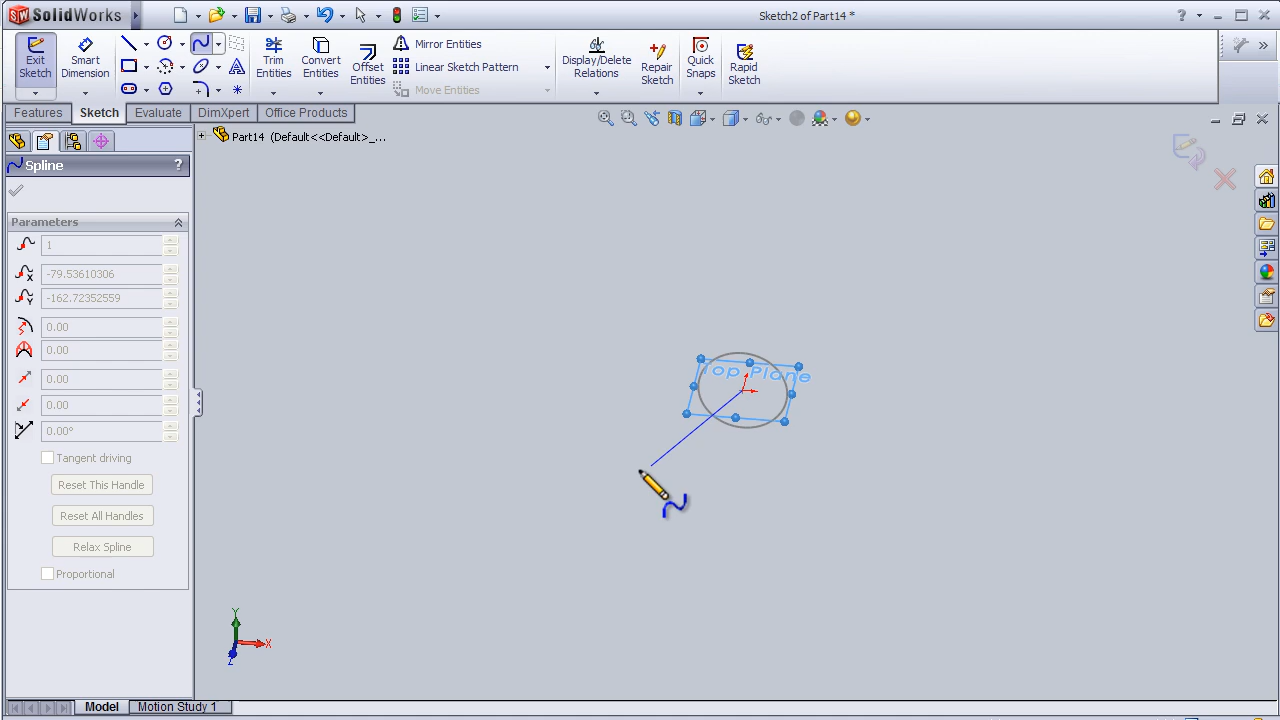 SW SolidWorks
Sketch2 of Part14 *
Exit Sketch
Smart Dimension
Trim Entities
Convert Entities
Offset Entities
Mirror Entities
Linear Sketch Pattern
Move Entities
Display/Delete Relations
Repair Sketch
Quick Snaps
Rapid Sketch
Features
Sketch
Evaluate
DimXpert
Office Products
Part14 (Default<<Default>_...
Spline
?
Parameters
1
-79.53610306
-162.72352559
0.00
0.00
0.00
0.00
0.00°
Tangent driving
Reset This Handle
Reset All Handles
Relax Spline
Proportional
Top Plane
Y
X
Z
Model
Motion Study 1